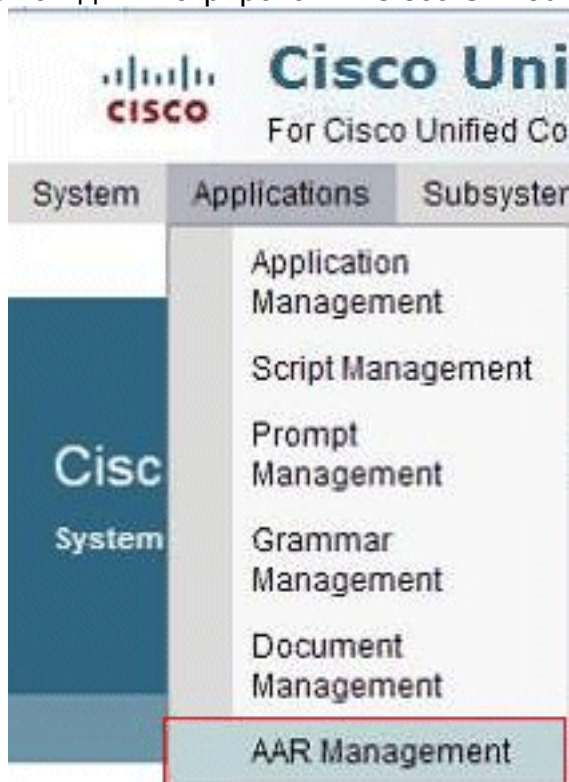 CISCO
Cisco Uni
For Cisco Unified Co
System Applications Subsyster
Application
Management
Script Management
Prompt
Management
Cisc
System
Grammar
Management
Document
Management
AAR Management